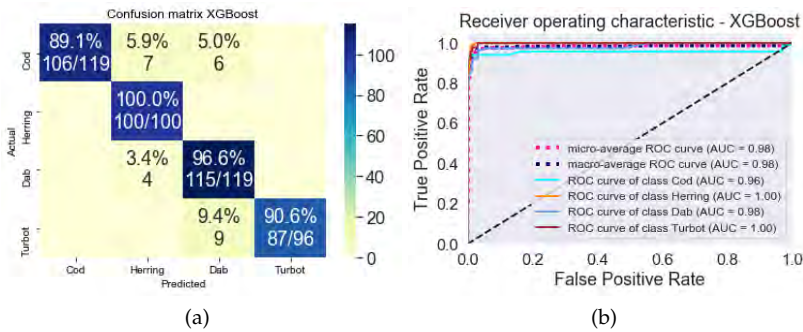 Confusion matrix XGBoost
Actual
Cod
Herring
Dab
Turbot
89.1% 5.9% 5.0%
106/119 7 6
100.0%
100/100
3.4% 96.6%
4 115/119
9.4% 90.6%
9 87/96
Cod Herring Dab Turbot
Predicted
100
80
60
40
20
0
(a)
Receiver operating characteristic - XGBoost
True Positive Rate
1.0
0.8
0.6
0.4
0.2
0.0
micro-average ROC curve (AUC = 0.98)
macro-average ROC curve (AUC = 0.98)
ROC curve of class Cod (AUC = 0.96)
ROC curve of class Herring (AUC = 1.00)
ROC curve of class Dab (AUC = 0.98)
ROC curve of class Turbot (AUC = 1.00)
0.0 0.2 0.4 0.6 0.8 1.0
False Positive Rate
(b)